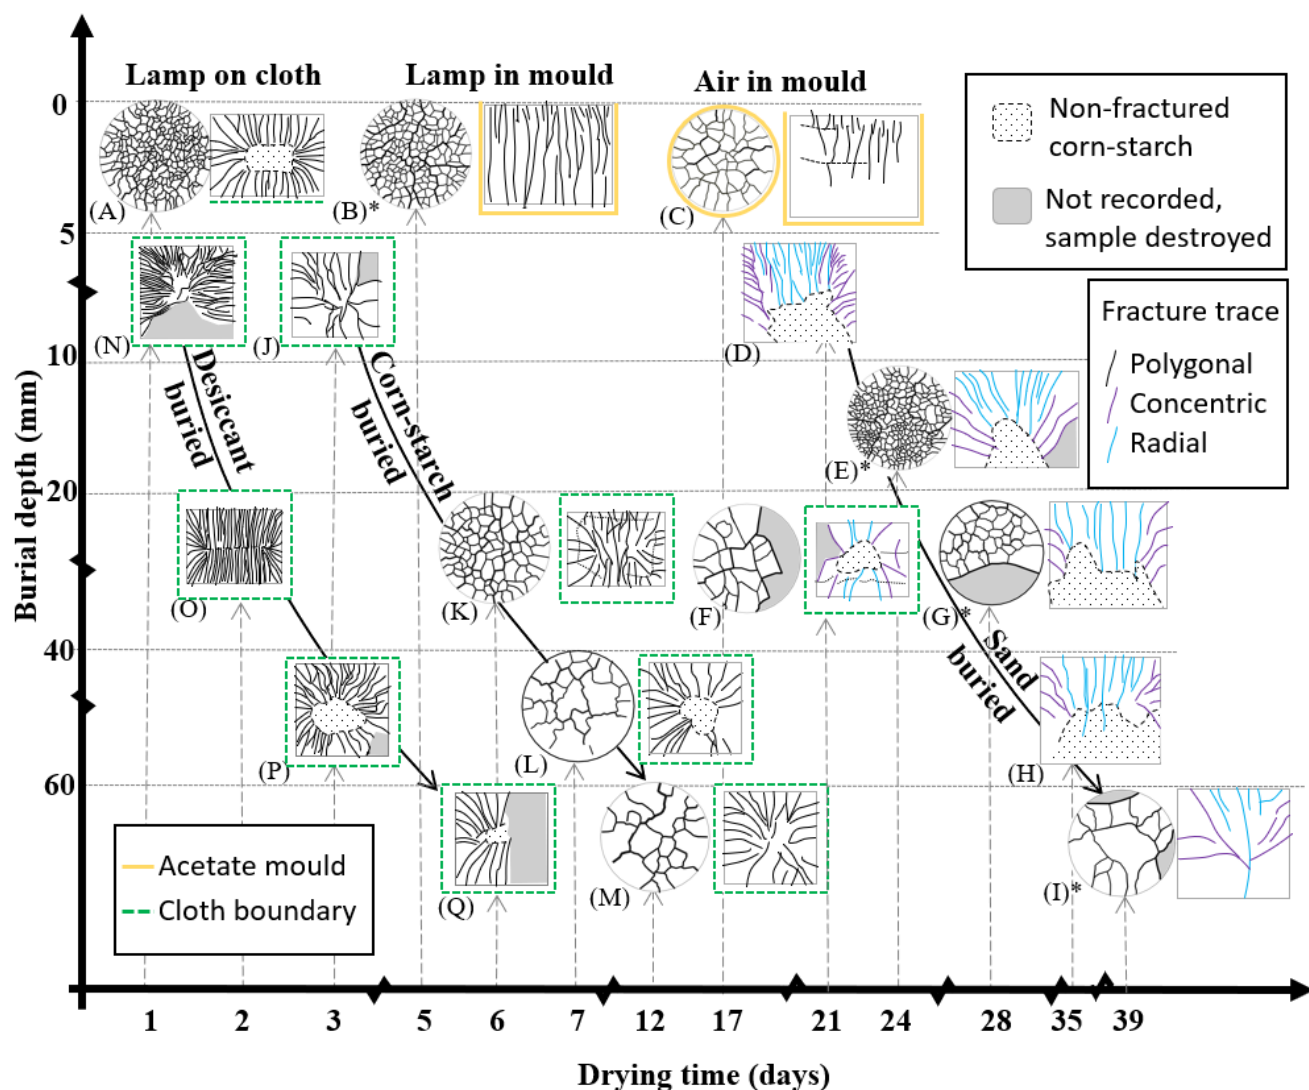 Lamp on cloth
Lamp in mould
Air in mould
Non-fractured
corn-starch
Not recorded,
sample destroyed
Fracture trace
Polygonal
Concentric
Radial
Burial depth (mm)
0
5
10
20
40
60
(A)
(B)*
(C)
(N)
(J)
(D)
Desiccant
buried
Corn-starch
buried
(E)*
(O)
(K)
(F)
(G)*
Sand
buried
(P)
(L)
(H)
(Q)
(M)
(I)*
Acetate mould
Cloth boundary
1 2 3 5 6 7 12 17 21 24 28 35 39
Drying time (days)